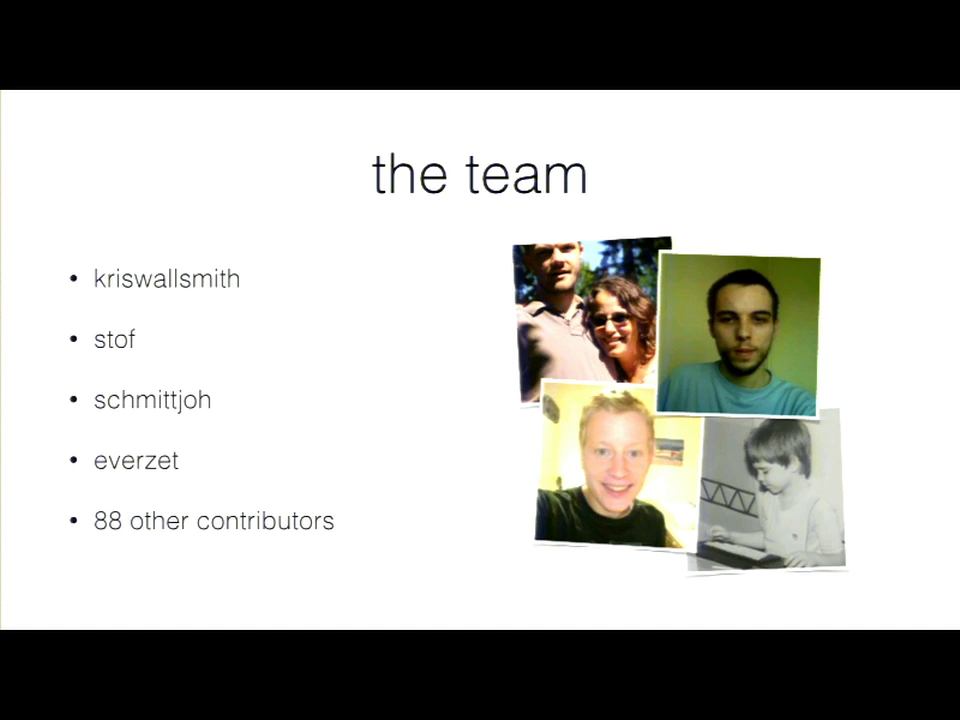 the team
• kriswallsmith
• stof
• schmittjoh
• everzet
• 88 other contributors